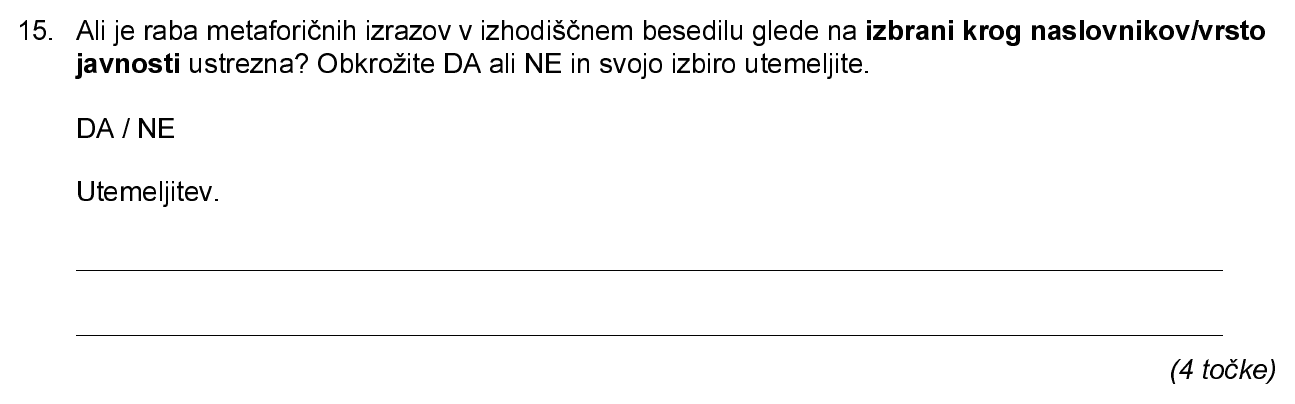 15. Ali je raba metaforičnih izrazov v izhodiščnem besedilu glede na izbrani krog naslovnikov/vrsto
javnosti ustrezna? Obkrožite DA ali NE in svojo izbiro utemeljite.
DA / NE
Utemeljitev.
(4 točke)